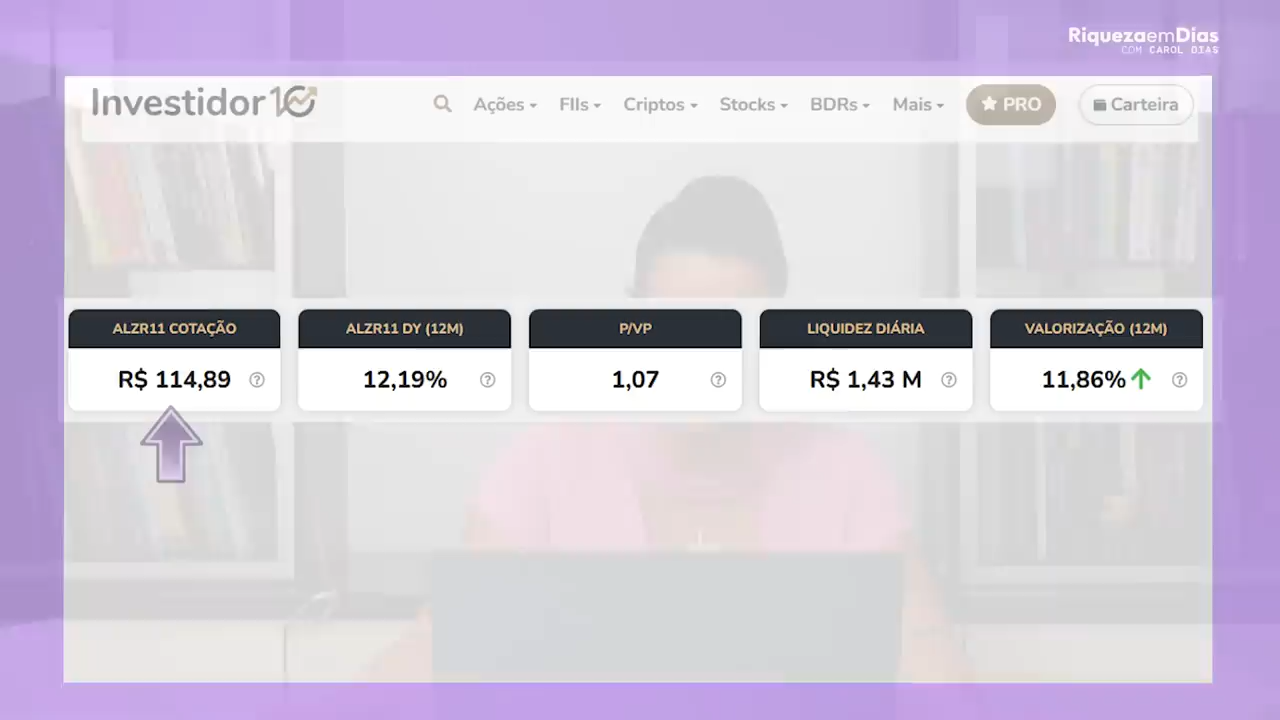 RiquezaemDias
COM CAROL DIAS
Investidor10
Ações
FIIs
Criptos
Stocks
BDRs
Mais
PRO
Carteira
ALZR11 COTAÇÃO
R$ 114,89
ALZR11 DY (12M)
12,19%
P/VP
1,07
LIQUIDEZ DIÁRIA
R$ 1,43 M
VALORIZAÇÃO (12M)
11,86%